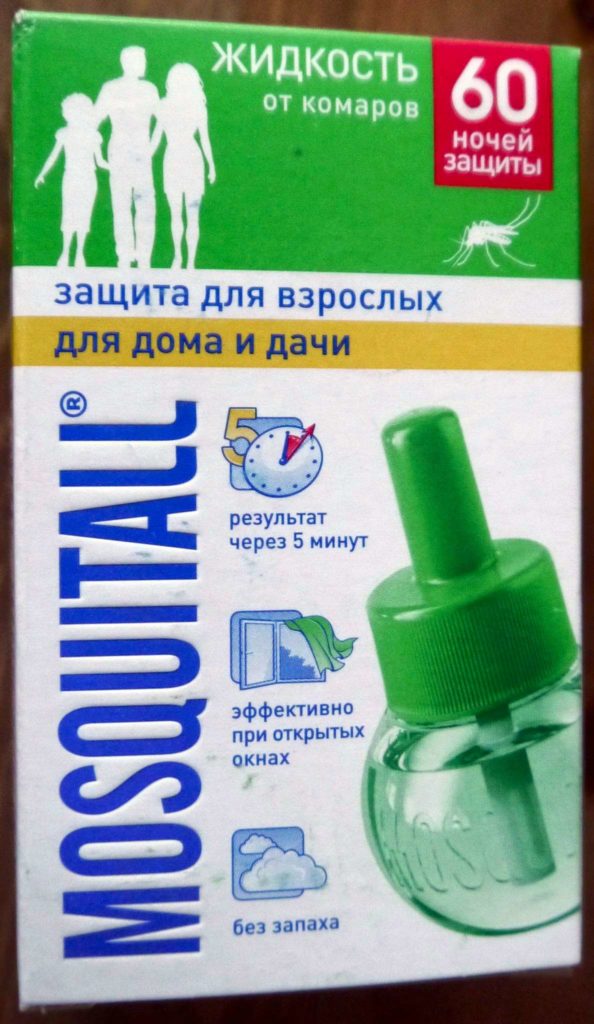 ЖИДКОСТЬ
от комаров
60
ночей
защиты
защита для взрослых
для дома и дачи
MOSQUITALL®
5
результат
через 5 минут
эффективно
при открытых
окнах
без запаха